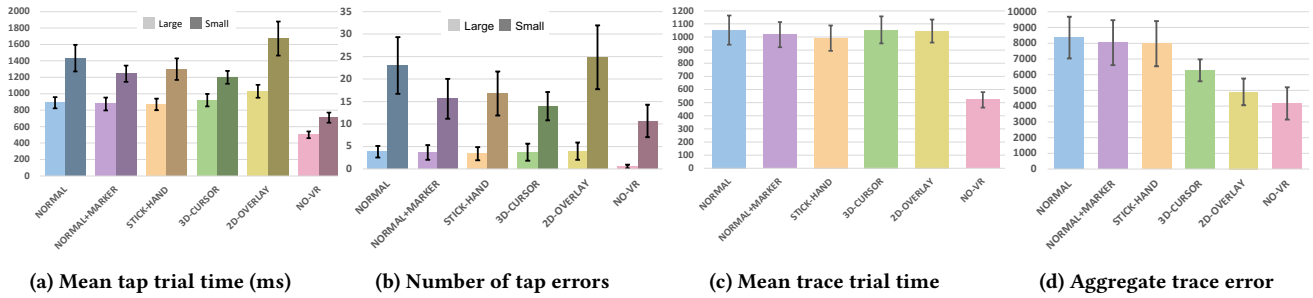 2000
1800
1600
1400
1200
1000
800
600
400
200
0
Large Small
NORMAL
NORMAL+MARKER
STICK-HAND
3D-CURSOR
2D-OVERLAY
NO-VR
(a) Mean tap trial time (ms)
35
30
25
20
15
10
5
0
Large Small
NORMAL
NORMAL+MARKER
STICK-HAND
3D-CURSOR
2D-OVERLAY
NO-VR
(b) Number of tap errors
1200
1100
1000
900
800
700
600
500
400
300
200
100
0
NORMAL
NORMAL+MARKER
STICK-HAND
3D-CURSOR
2D-OVERLAY
NO-VR
(c) Mean trace trial time
10000
9000
8000
7000
6000
5000
4000
3000
2000
1000
0
NORMAL
NORMAL+MARKER
STICK-HAND
3D-CURSOR
2D-OVERLAY
NO-VR
(d) Aggregate trace error